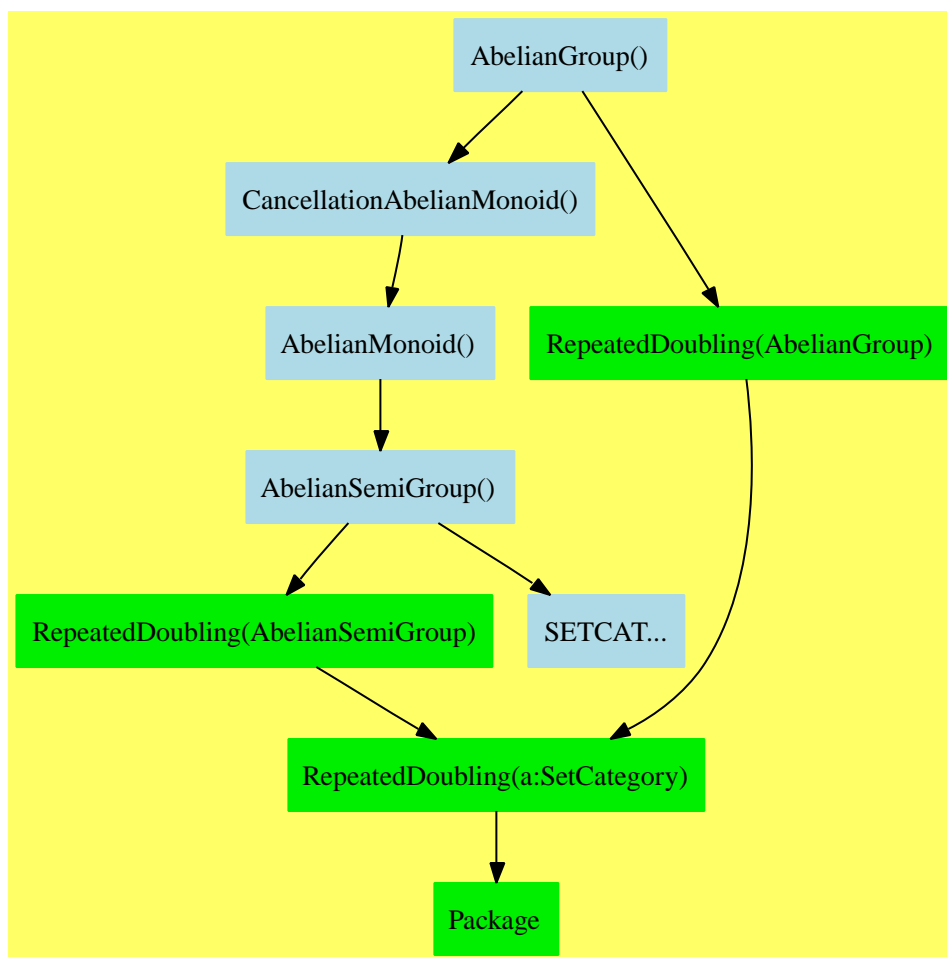 AbelianGroup()
CancellationAbelianMonoid()
AbelianMonoid()
RepeatedDoubling(AbelianGroup)
AbelianSemiGroup()
RepeatedDoubling(AbelianSemiGroup)
SETCAT...
RepeatedDoubling(a:SetCategory)
Package